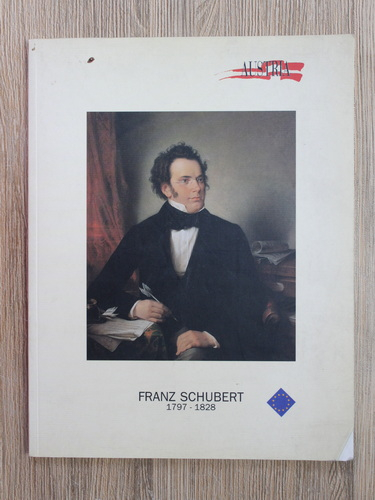 AUSTRIA
FRANZ SCHUBERT
1797 - 1828